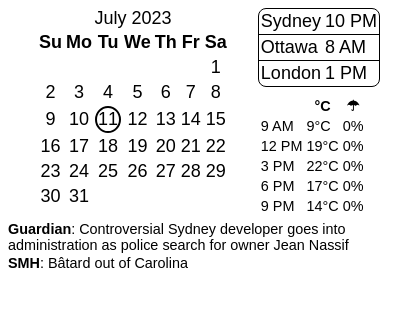 July 2023
Su Mo Tu We Th Fr Sa
1
2 3 4 5 6 7 8
9 10 11 12 13 14 15
16 17 18 19 20 21 22
23 24 25 26 27 28 29
30 31
Sydney 10 PM
Ottawa 8 AM
London 1 PM
°C ☂
9 AM 9°C 0%
12 PM 19°C 0%
3 PM 22°C 0%
6 PM 17°C 0%
9 PM 14°C 0%
Guardian: Controversial Sydney developer goes into
administration as police search for owner Jean Nassif
SMH: Bâtard out of Carolina